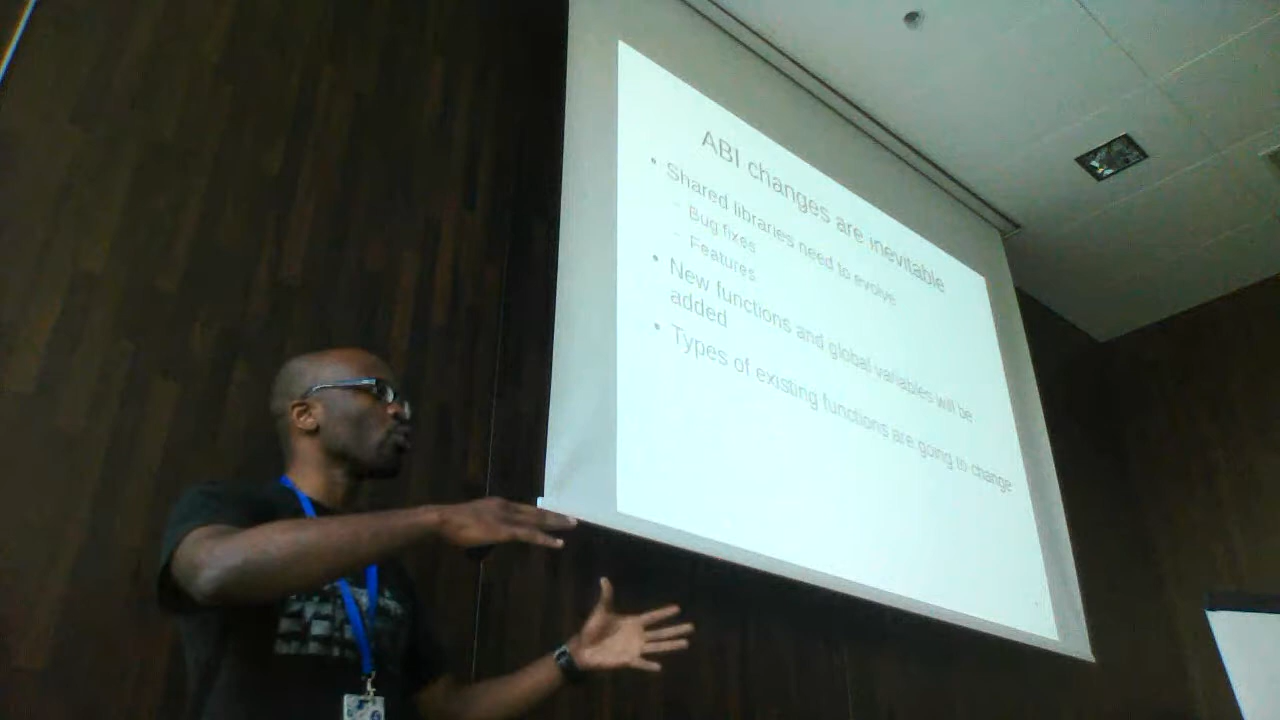 ABI changes are inevitable
• Shared libraries need to evolve
– Bug fixes
– Features
• New functions and global variables will be
added
• Types of existing functions are going to change